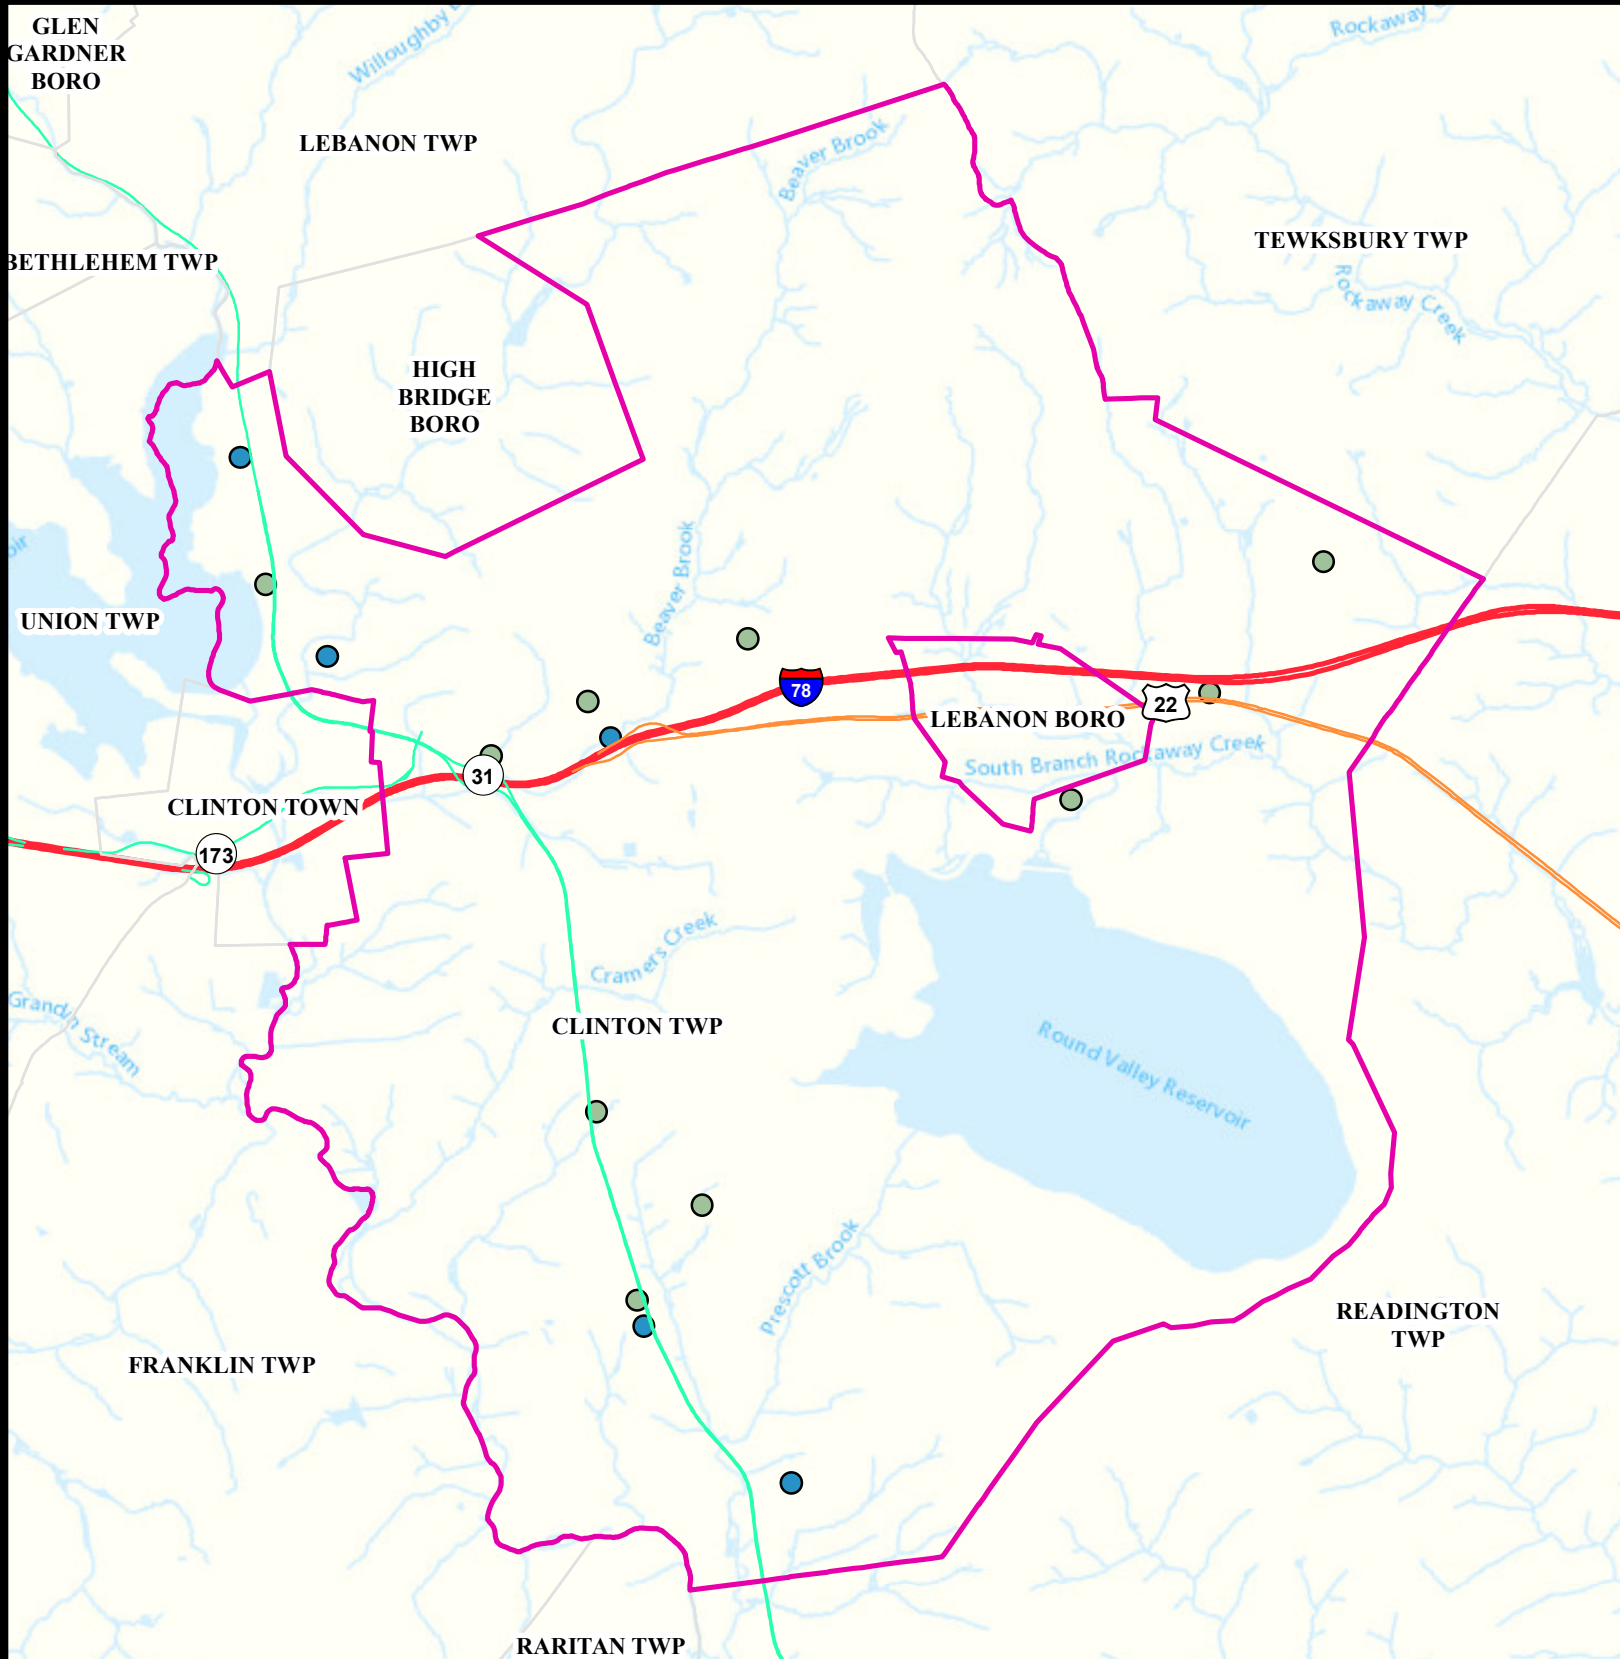 GLEN
GARDNER
BORO
Willoughby
Rockaway
LEBANON TWP
Beaver Brook
TEWKSBURY TWP
BETHLEHEM TWP
Rockaway Creek
HIGH
BRIDGE
BORO
Beaver Brook
UNION TWP
78
22
LEBANON BORO
South Branch Rockaway Creek
31
CLINTON TOWN
173
Cramers Creek
Grandin Stream
CLINTON TWP
Round Valley Reservoir
Prescott Brook
READINGTON
TWP
FRANKLIN TWP
RARITAN TWP